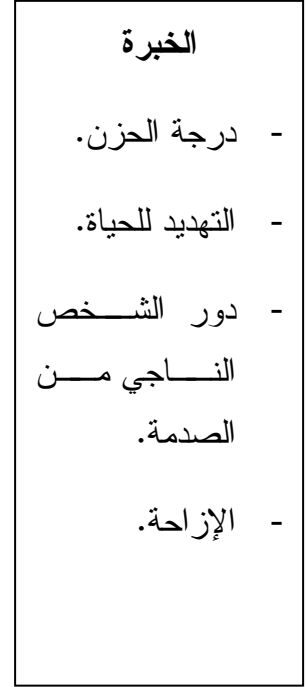 الخبرة
- درجة الحزن.
- التهديد للحياة.
- دور الشخص
الناجي من
الصدمة.
- الإزاحة.